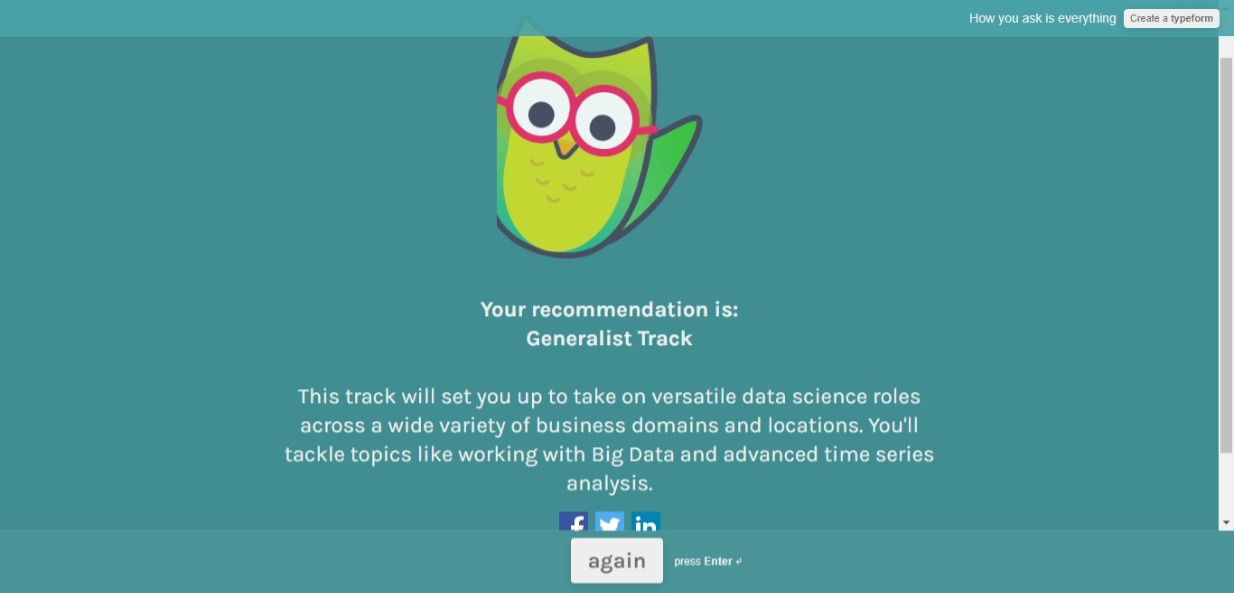 How you ask is everything Create a typeform
Your recommendation is:
Generalist Track
This track will set you up to take on versatile data science roles
across a wide variety of business domains and locations. You'll
tackle topics like working with Big Data and advanced time series
analysis.
f in
again press Enter ↵